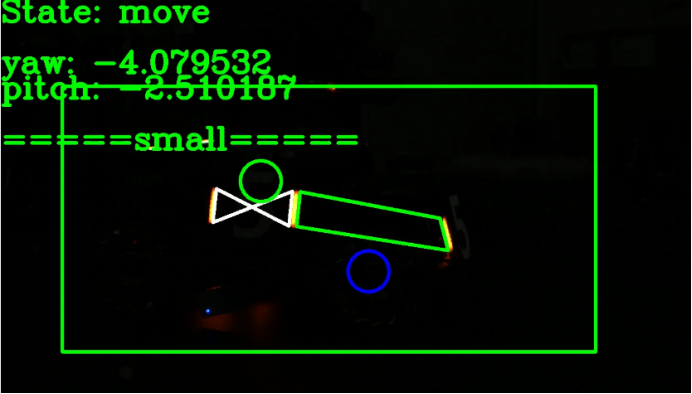 State: move
yaw: -4.079532
pitch: -2.510187
=====small=====